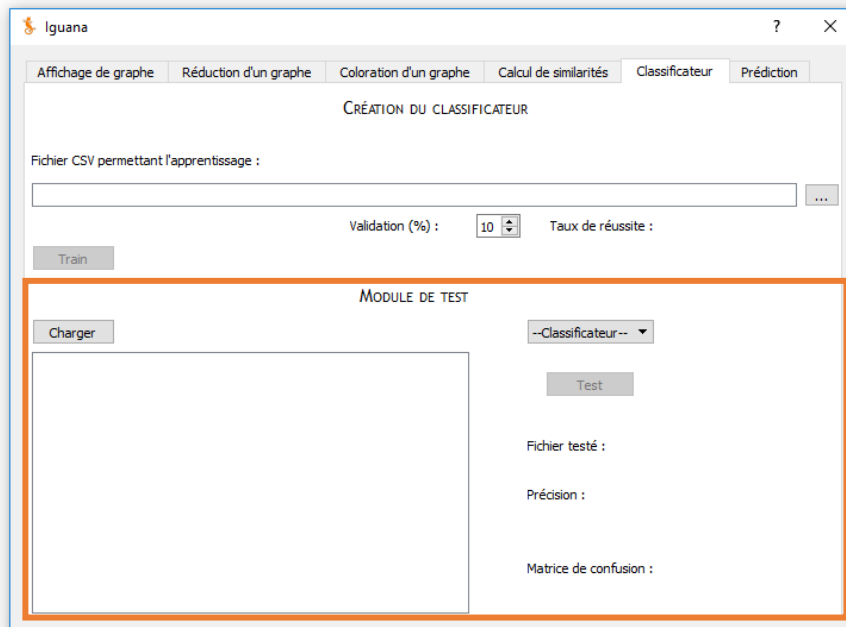 Iguana
Affichage de graphe Réduction d'un graphe Coloration d'un graphe Calcul de similarités Classificateur Prédiction
CRÉATION DU CLASSIFICATEUR
Fichier CSV permettant l'apprentissage :
...
Validation (%) : 10 Taux de réussite :
Train
MODULE DE TEST
Charger --Classificateur--
Test
Fichier testé :
Précision :
Matrice de confusion :